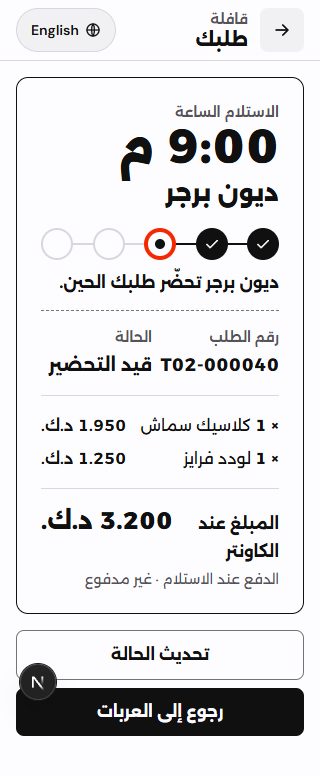 قافلة
طلبك
English
الاستلام الساعة
9:00 م
ديون برجر
ديون برجر تحضّر طلبك الحين.
رقم الطلب
T02-000040
الحالة
قيد التحضير
× 1 كلاسيك سماش 1.950 د.ك.
× 1 لودد فرايز 1.250 د.ك.
المبلغ عند الكاونتر 3.200 د.ك.
الدفع عند الاستلام · غير مدفوع
تحديث الحالة
N
رجوع إلى العربات